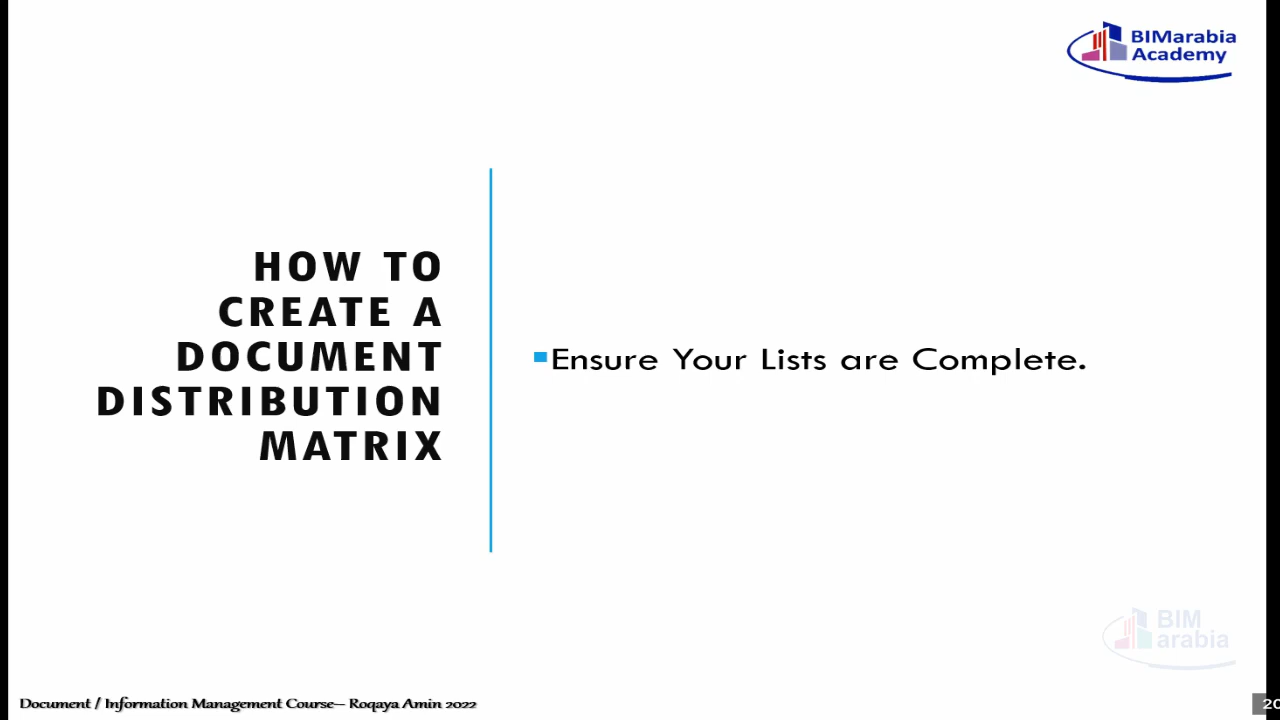 BIMarabia
Academy
HOW TO
CREATE A
DOCUMENT
DISTRIBUTION
MATRIX
Ensure Your Lists are Complete.
BIM
arabia
Document / Information Management Course– Roqaya Amin 2022
20